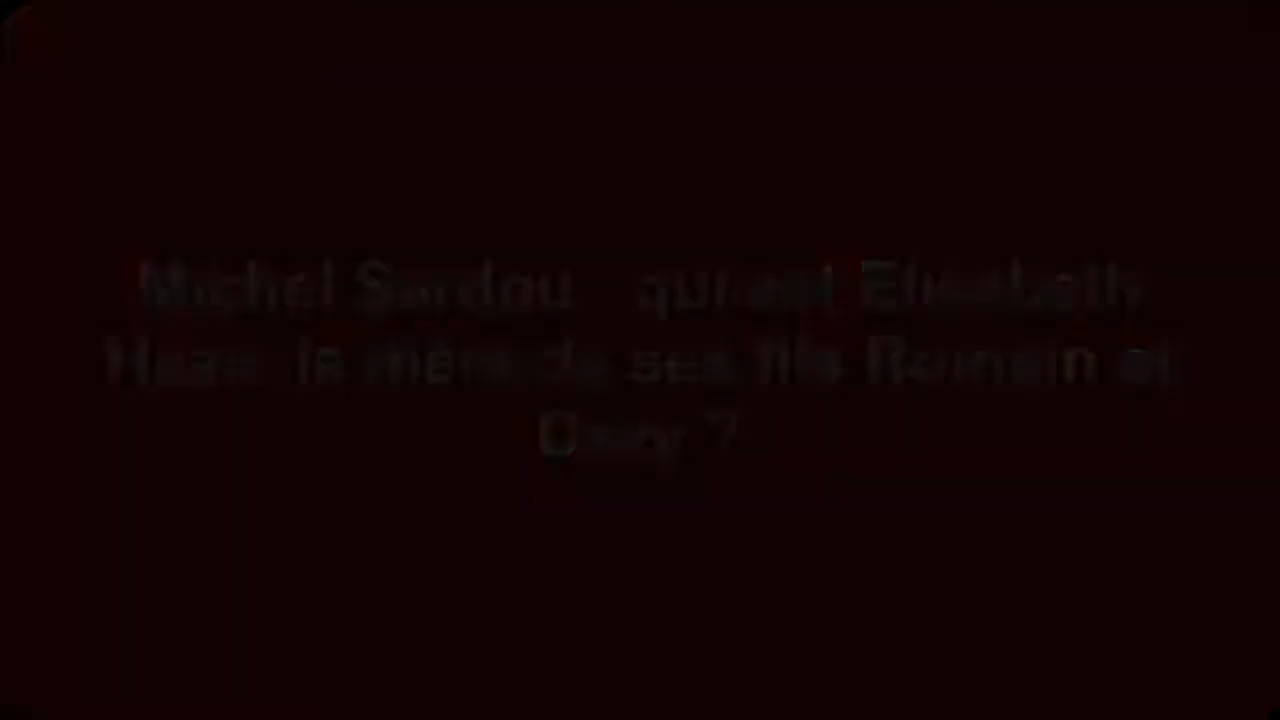 Michel Sardou : qui est Elisabeth
Haas, la mère de ses fils Romain et
Davy ?